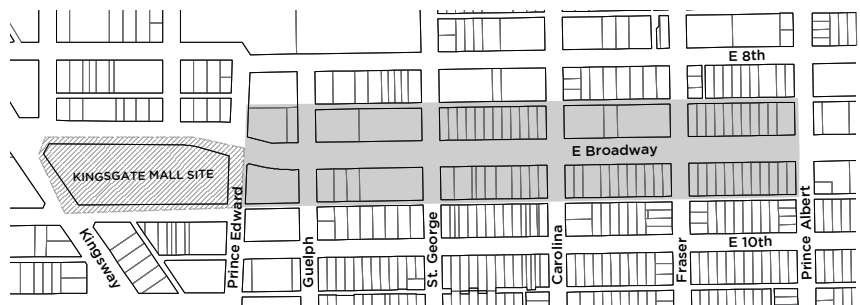 E 8th
E Broadway
KINGSGATE MALL SITE
Kingsway
Prince Edward
Guelph
St. George
Carolina
Fraser
E 10th
Prince Albert